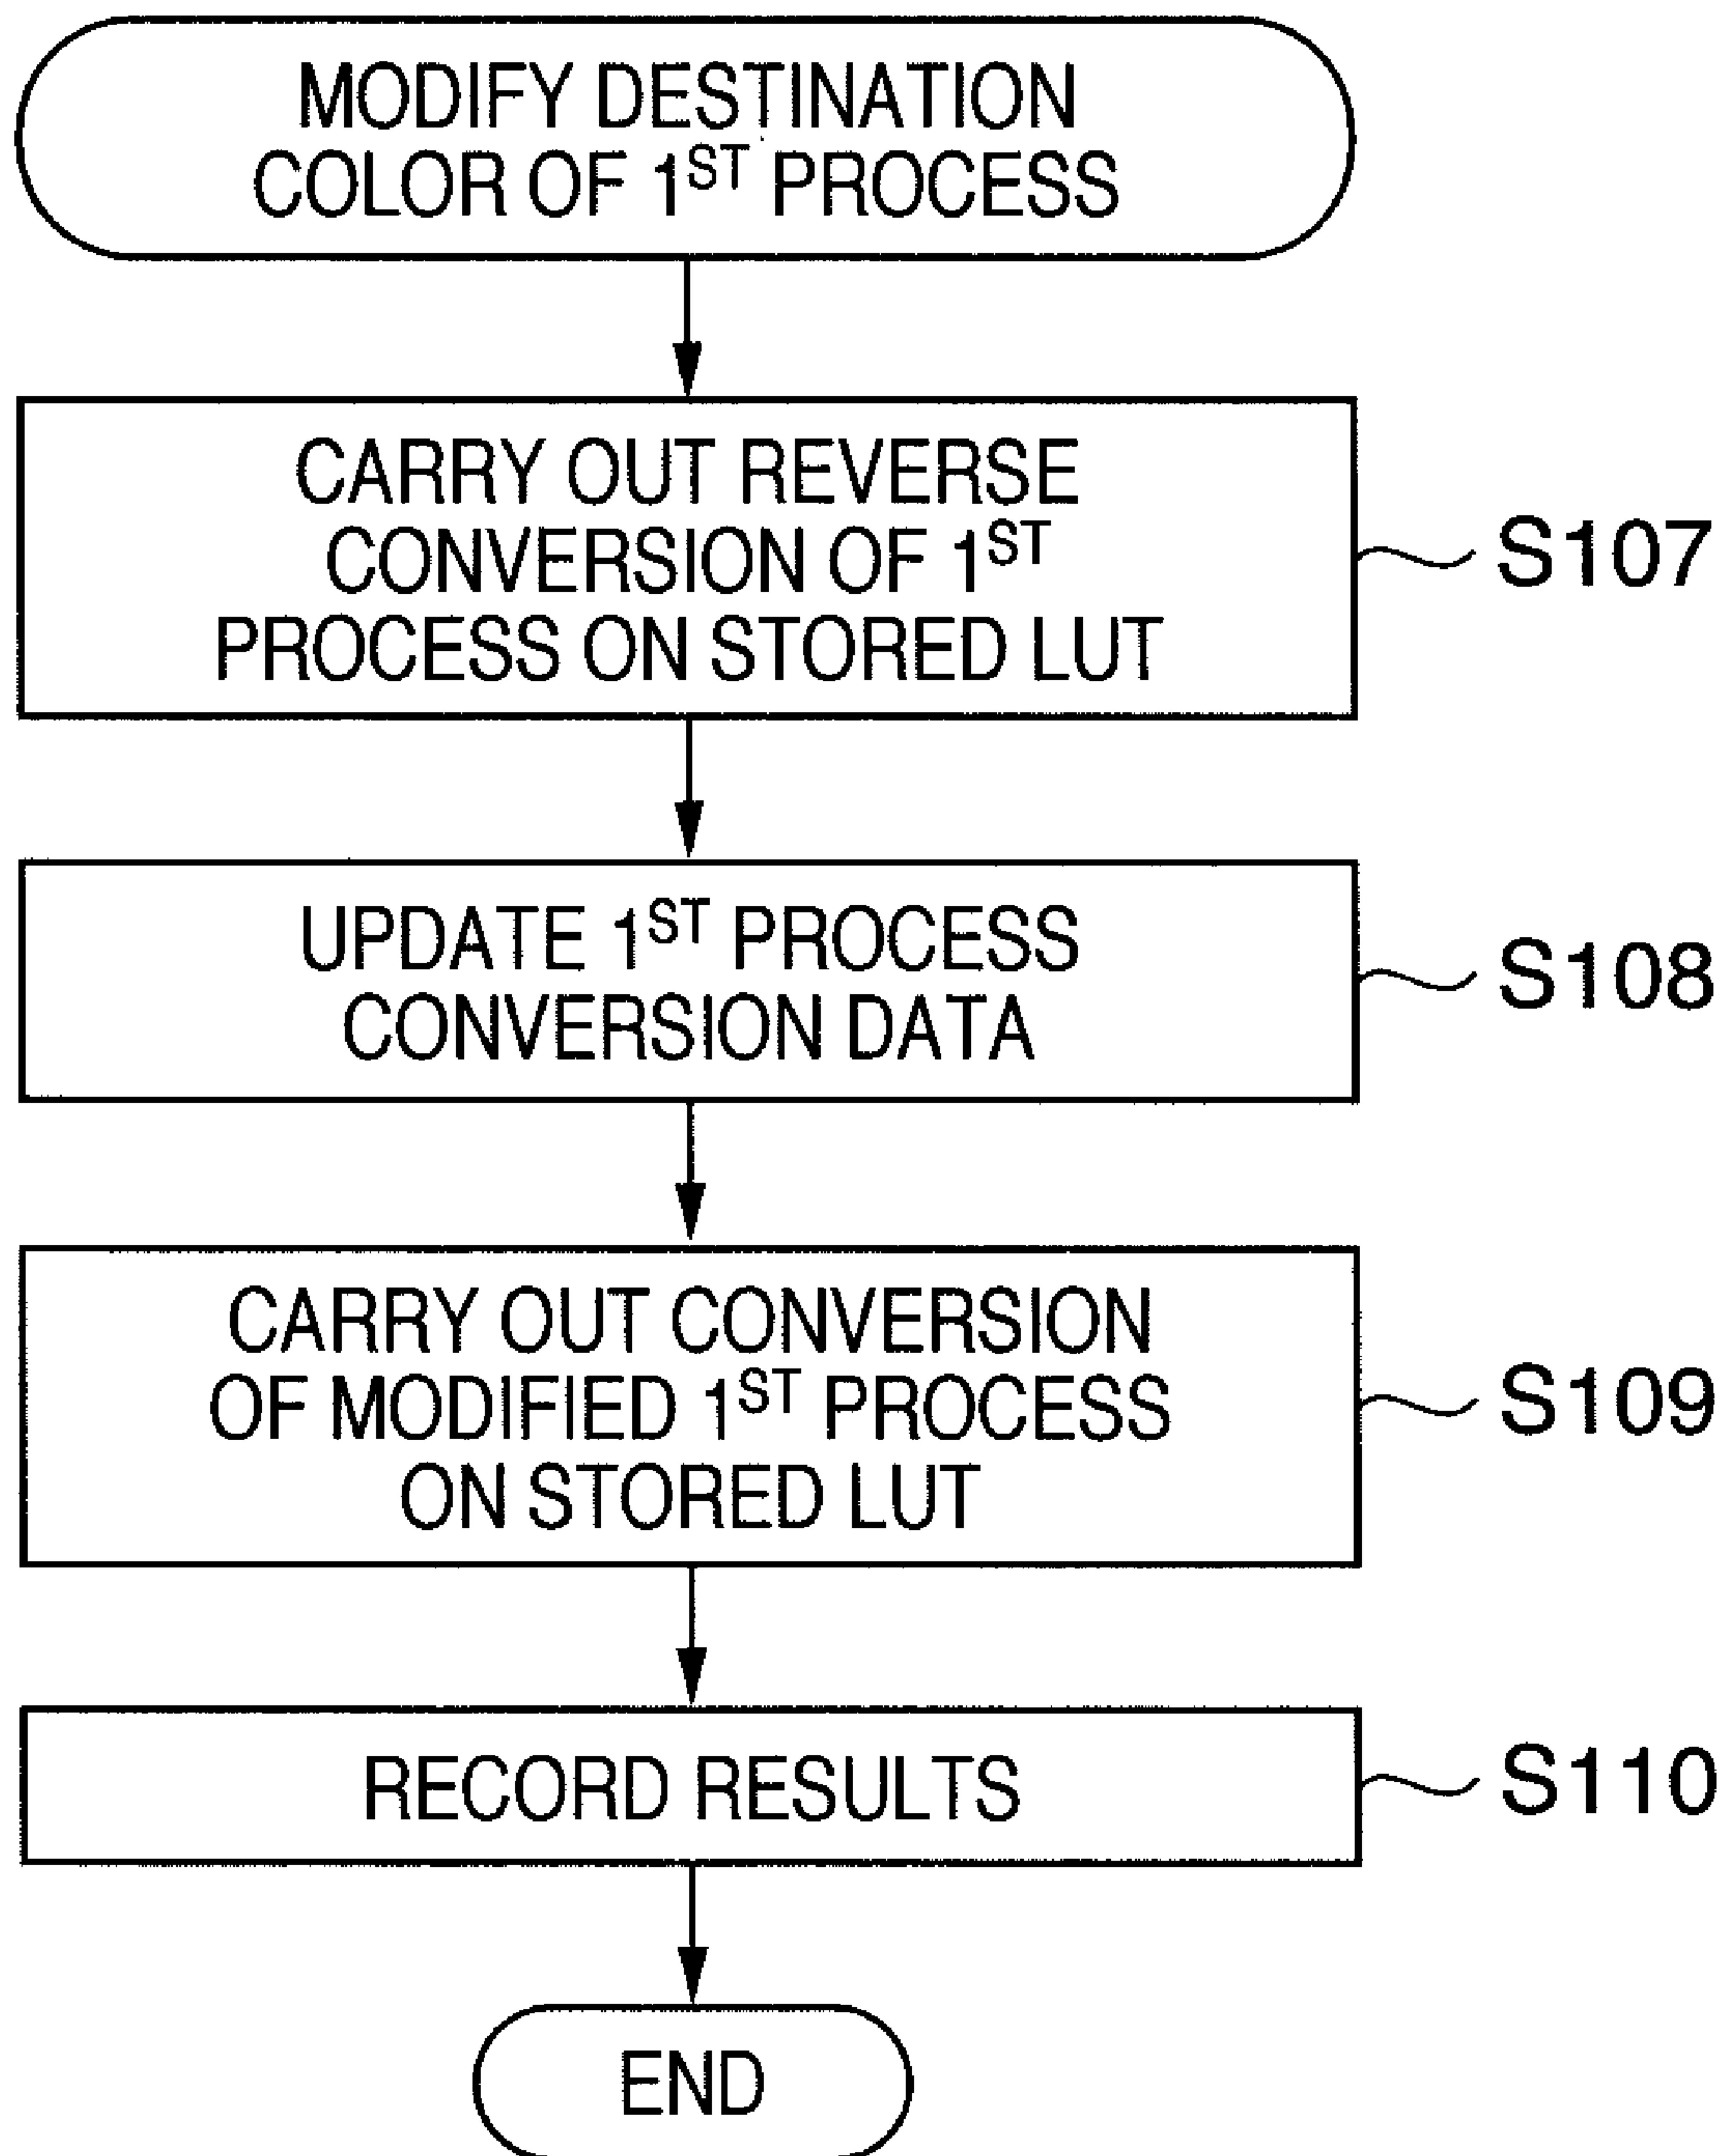 MODIFY DESTINATION
COLOR OF 1ST PROCESS
CARRY OUT REVERSE
CONVERSION OF 1ST
PROCESS ON STORED LUT
S107
UPDATE 1ST PROCESS
CONVERSION DATA
S108
CARRY OUT CONVERSION
OF MODIFIED 1ST PROCESS
ON STORED LUT
S109
RECORD RESULTS
S110
END